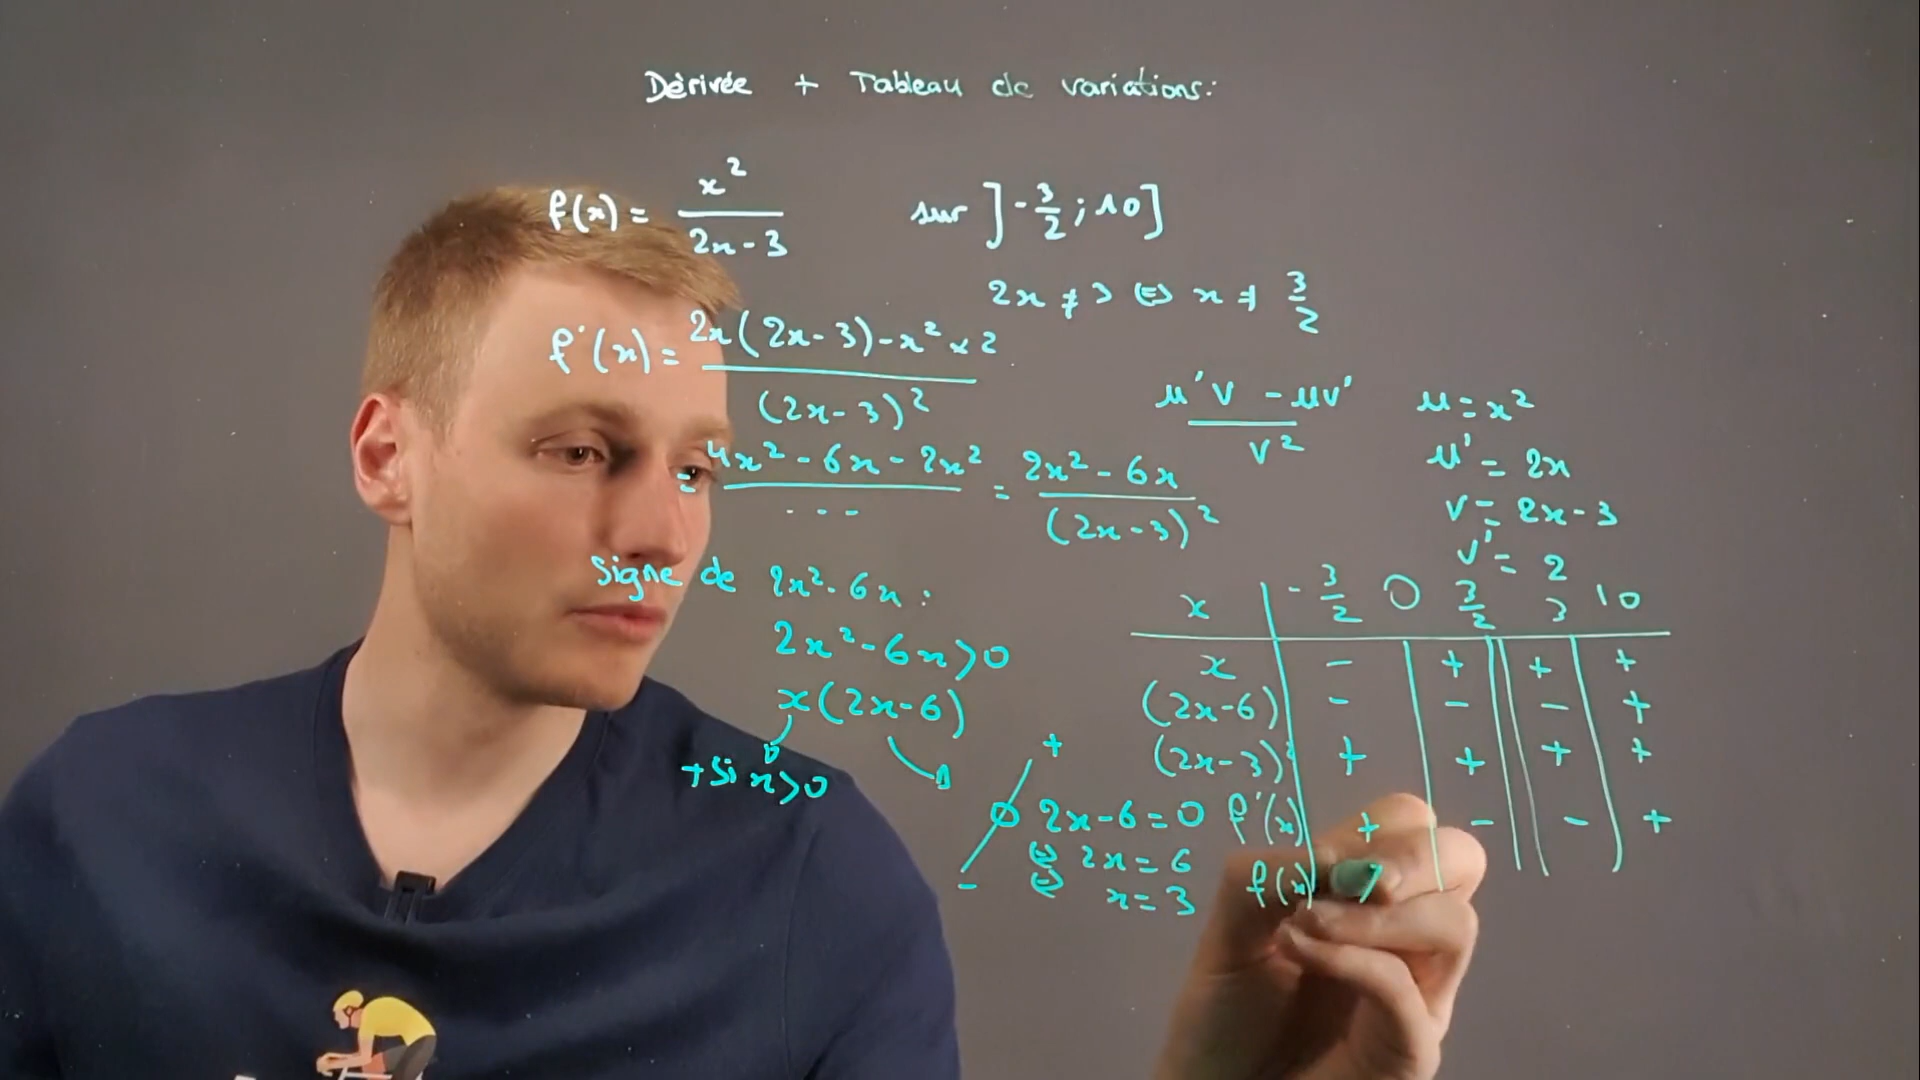 Dérivée + Tableau de variations:
f(x) = x² / 2x - 3 sur ]-3/2 ; 10]
2x ≠ 3 ⇔ x ≠ 3/2
f'(x) = 2x(2x-3) - x² × 2 / (2x-3)²
u'v - uv' / v²
u = x²
u' = 2x
v = 2x - 3
v' = 2
= 4x² - 6x - 2x² / ... = 2x² - 6x / (2x-3)²
Signe de 2x² - 6x :
2x² - 6x > 0
x(2x-6)
+ si x > 0
+
-
2x - 6 = 0
⇔ 2x = 6
⇔ x = 3
x -3/2 0 3/2 3 10
x - + + +
(2x-6) - - - +
(2x-3)² + + + +
f'(x) + - - +
f(x)